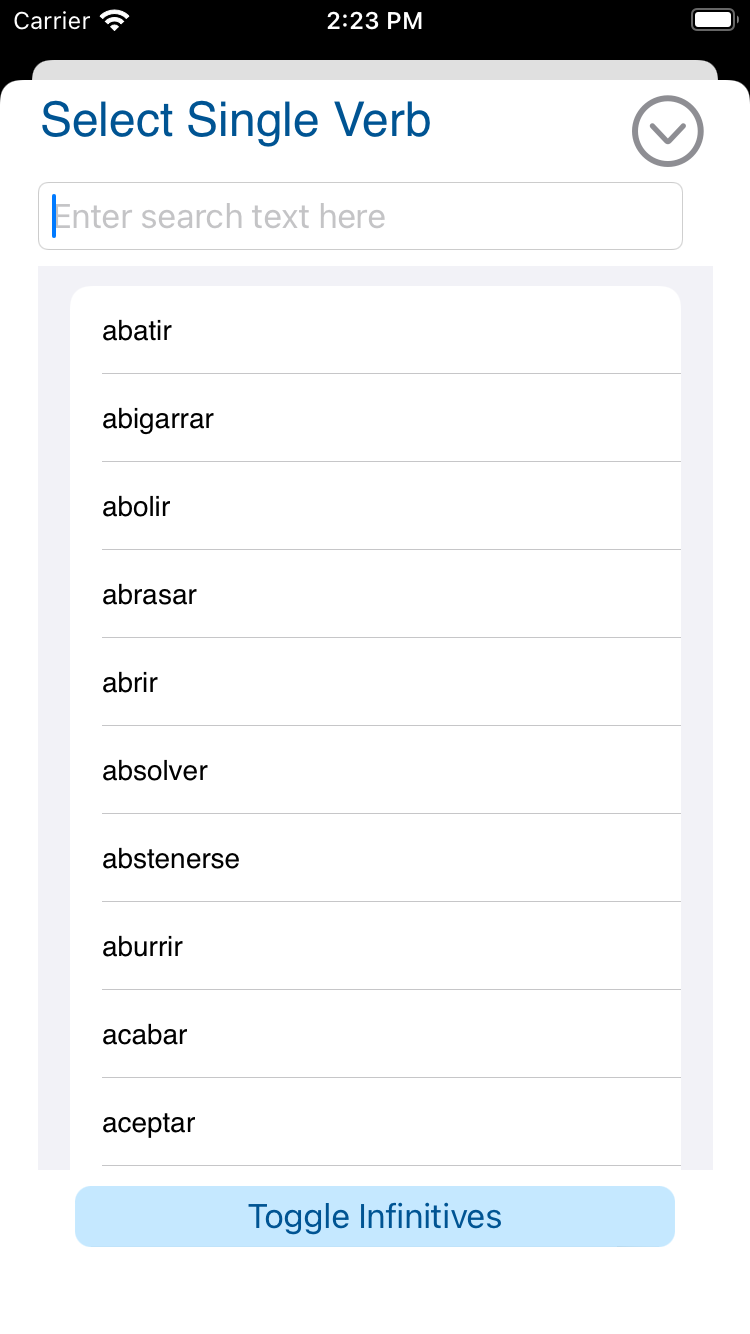 Carrier 2:23 PM
Select Single Verb
Enter search text here
abatir
abigarrar
abolir
abrasar
abrir
absolver
abstenerse
aburrir
acabar
aceptar
Toggle Infinitives